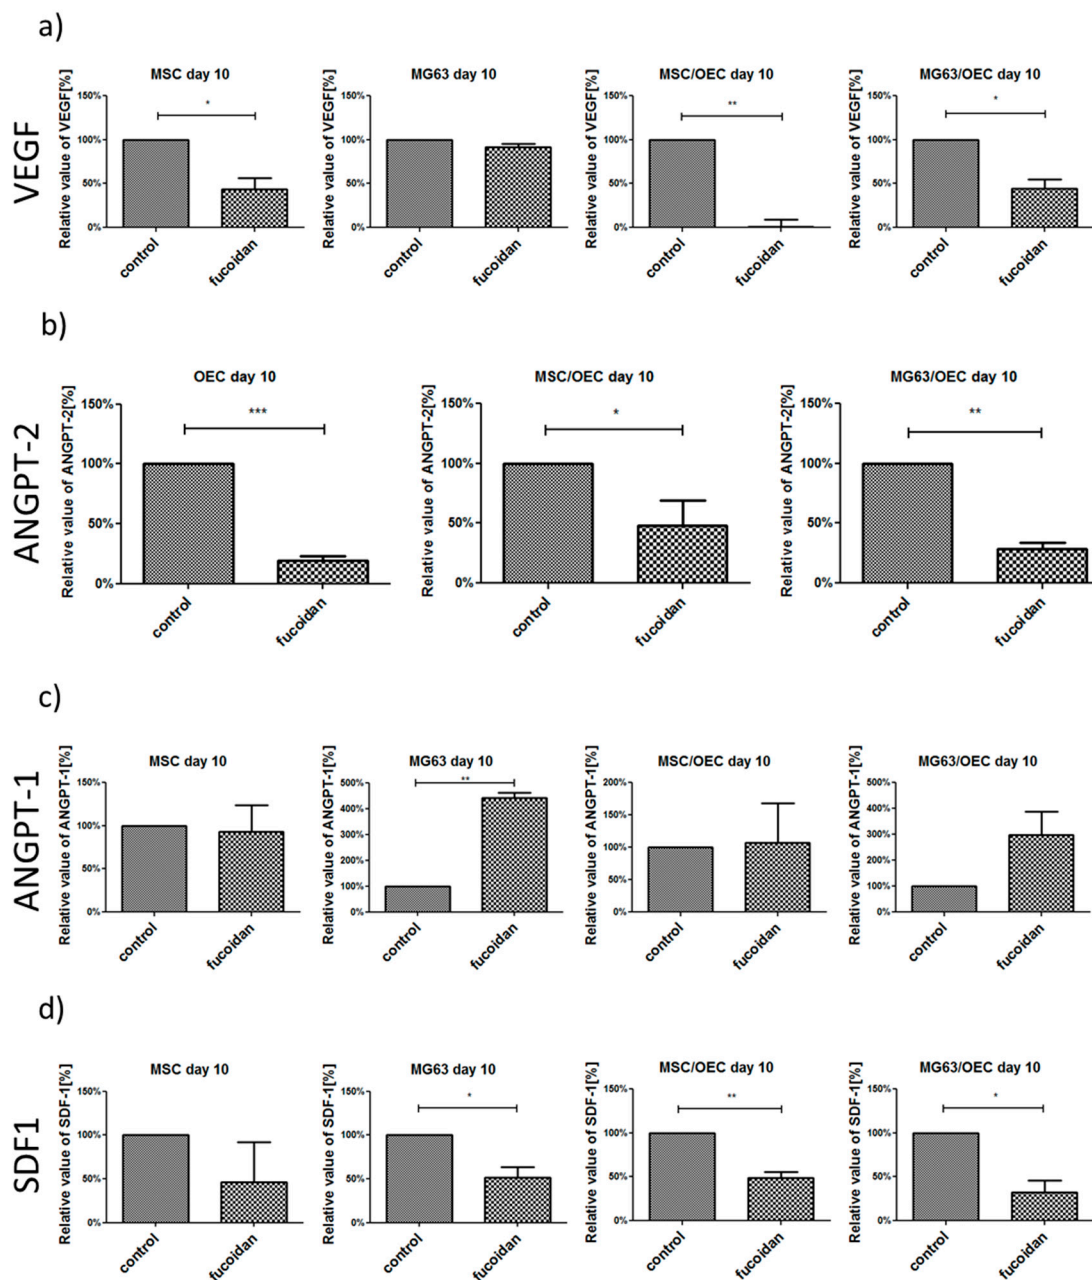 a)
VEGF
MSC day 10
Relative value of VEGF[%]
150%
100%
50%
0%
*
control
fucoidan
MG63 day 10
Relative value of VEGF[%]
150%
100%
50%
0%
control
fucoidan
MSC/OEC day 10
Relative value of VEGF[%]
150%
100%
50%
0%
**
control
fucoidan
MG63/OEC day 10
Relative value of VEGF[%]
150%
100%
50%
0%
*
control
fucoidan
b)
ANGPT-2
OEC day 10
Relative value of ANGPT-2[%]
150%
100%
50%
0%
***
control
fucoidan
MSC/OEC day 10
Relative value of ANGPT-2[%]
150%
100%
50%
0%
*
control
fucoidan
MG63/OEC day 10
Relative value of ANGPT-2[%]
150%
100%
50%
0%
**
control
fucoidan
c)
ANGPT-1
MSC day 10
Relative value of ANGPT-1[%]
150%
100%
50%
0%
control
fucoidan
MG63 day 10
Relative value of ANGPT-1[%]
500%
400%
300%
200%
100%
0%
**
control
fucoidan
MSC/OEC day 10
Relative value of ANGPT-1[%]
200%
150%
100%
50%
0%
control
fucoidan
MG63/OEC day 10
Relative value of ANGPT-1[%]
500%
400%
300%
200%
100%
0%
control
fucoidan
d)
SDF1
MSC day 10
Relative value of SDF-1[%]
150%
100%
50%
0%
control
fucoidan
MG63 day 10
Relative value of SDF-1[%]
150%
100%
50%
0%
*
control
fucoidan
MSC/OEC day 10
Relative value of SDF-1[%]
150%
100%
50%
0%
**
control
fucoidan
MG63/OEC day 10
Relative value of SDF-1[%]
150%
100%
50%
0%
*
control
fucoidan